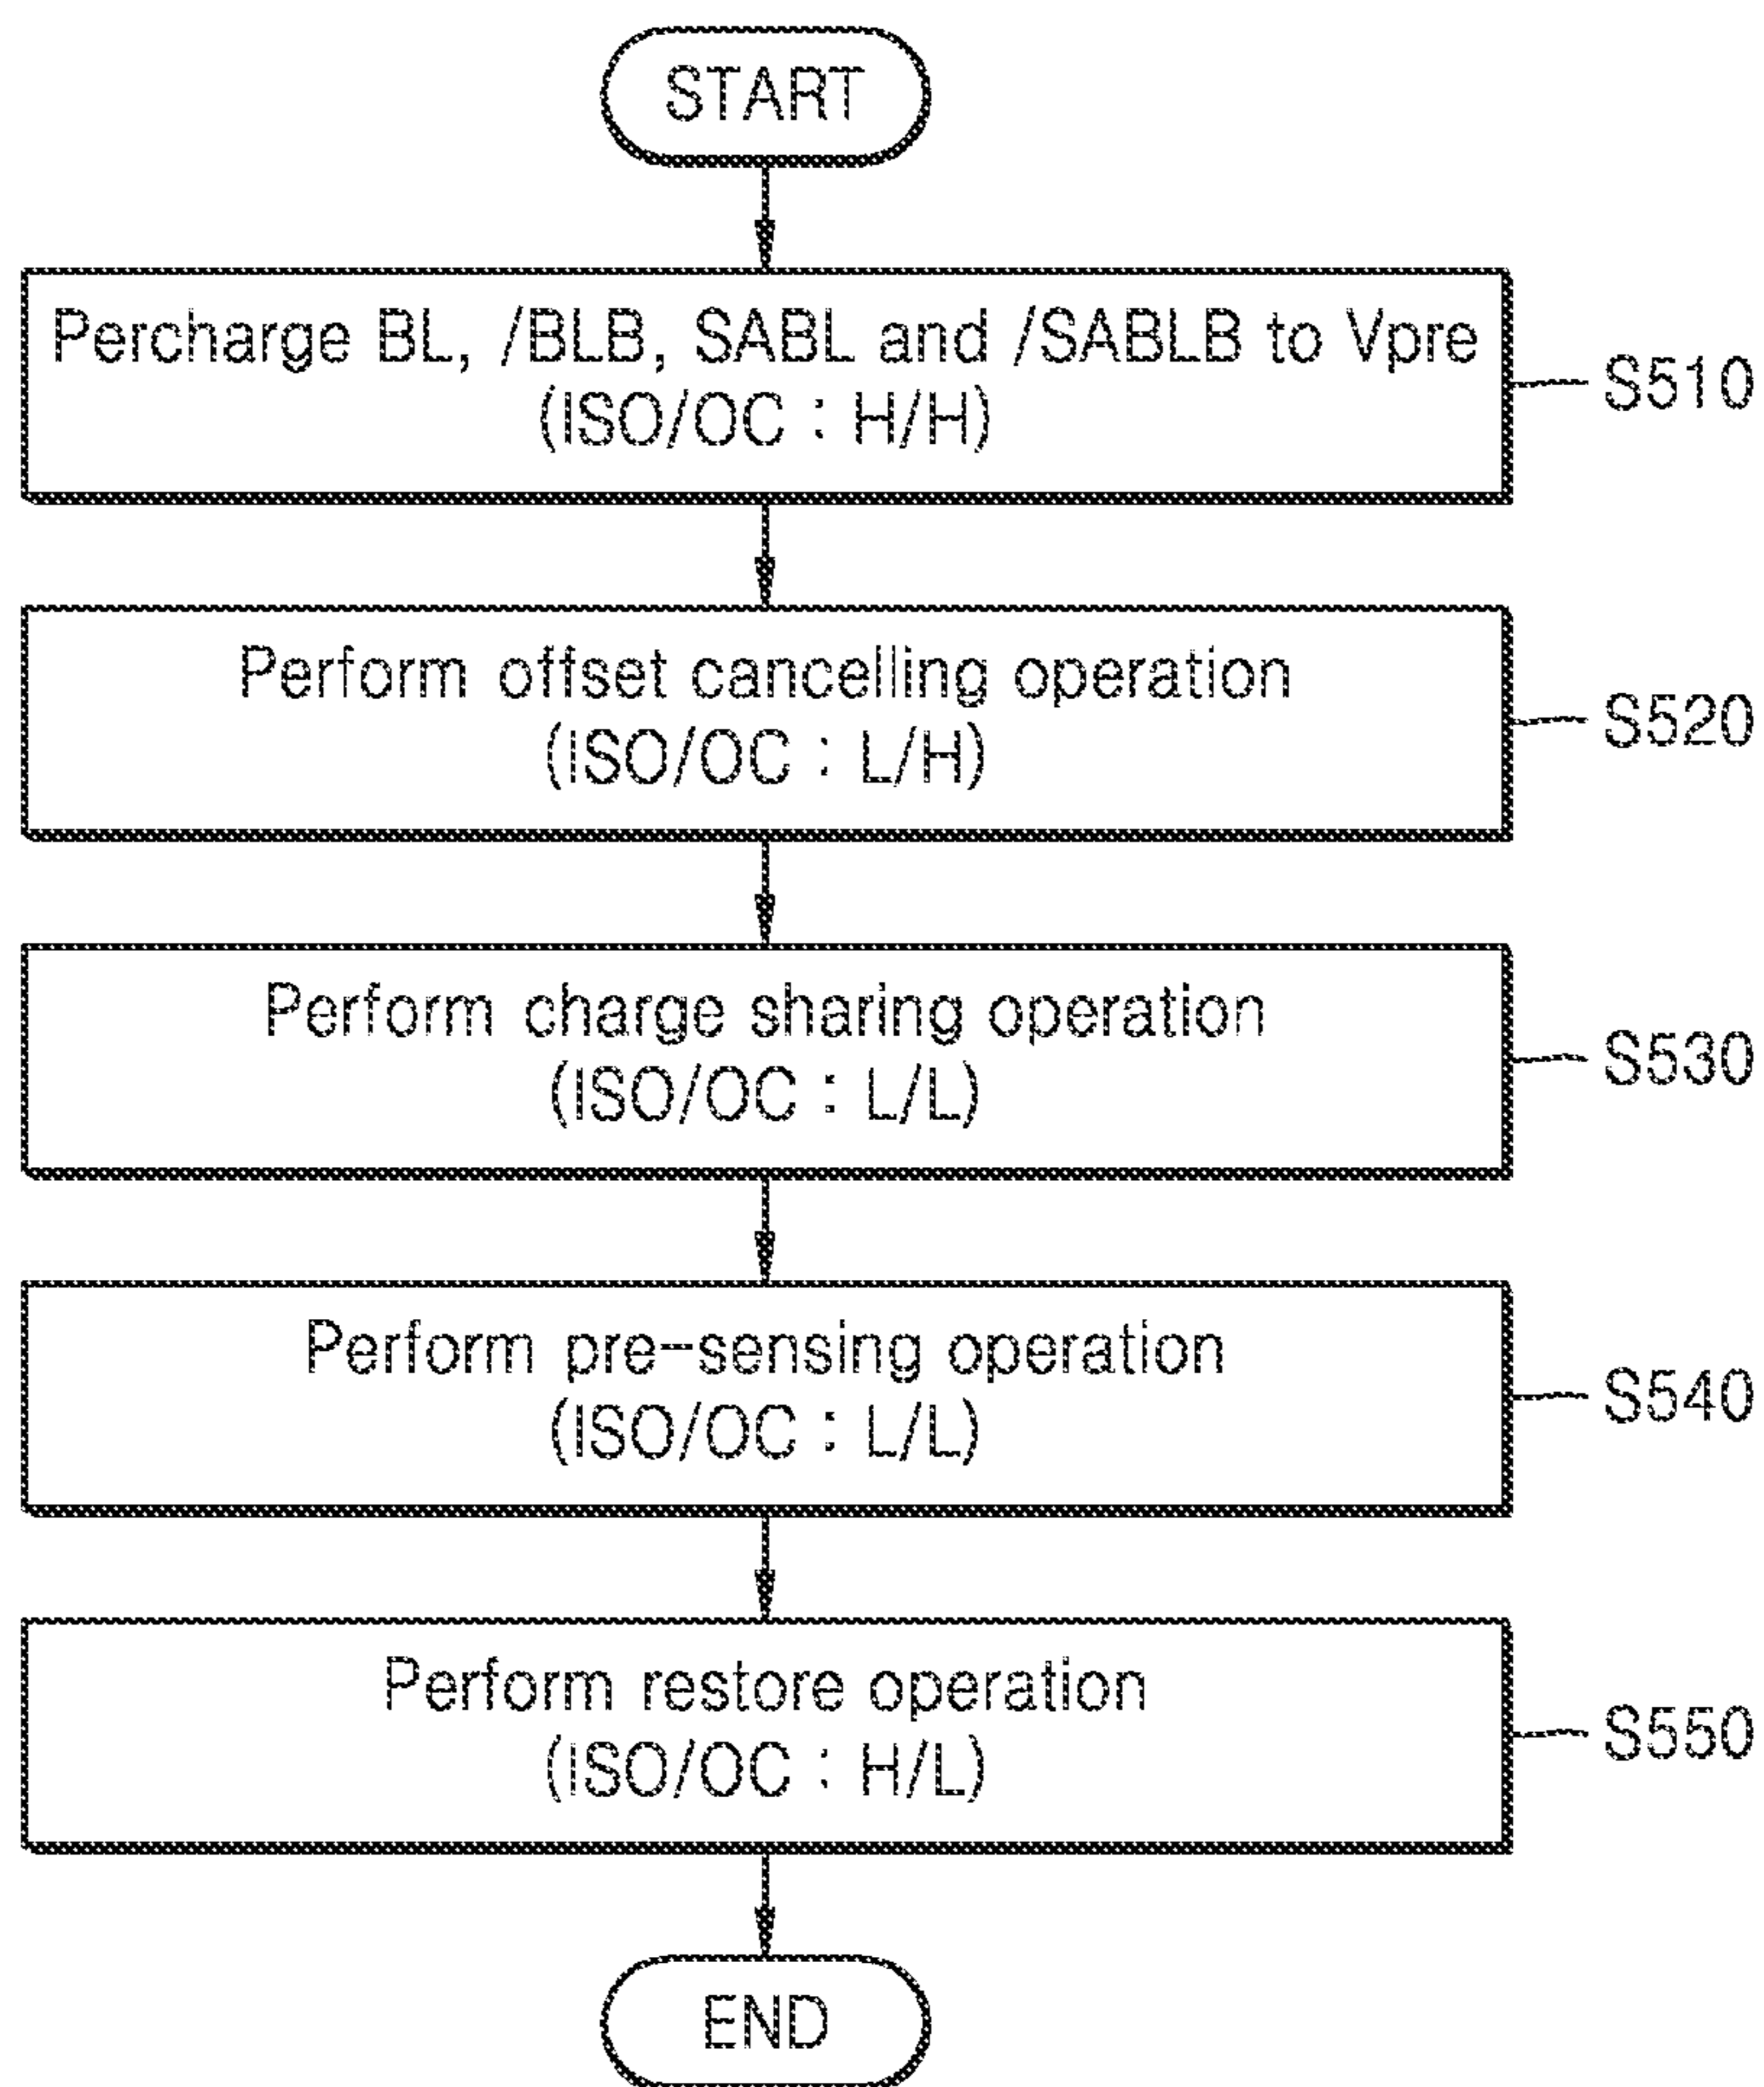 START
Percharge BL, /BLB, SABL and /SABLB to Vpre
(ISO/OC : H/H)
S510
Perform offset cancelling operation
(ISO/OC : L/H)
S520
Perform charge sharing operation
(ISO/OC : L/L)
S530
Perform pre-sensing operation
(ISO/OC : L/L)
S540
Perform restore operation
(ISO/OC : H/L)
S550
END